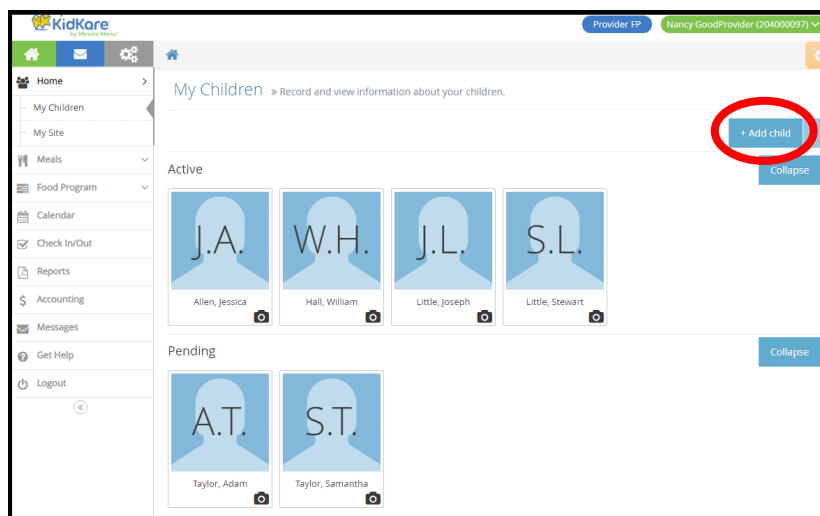 KidKare
by Minute Menu
Provider FP
Nancy GoodProvider (204000097)
Home
My Children
My Site
Meals
Food Program
Calendar
Check In/Out
Reports
Accounting
Messages
Get Help
Logout
My Children » Record and view information about your children.
+ Add child
Active
Collapse
J.A. W.H. J.L. S.L.
Allen, Jessica Hall, William Little, Joseph Little, Stewart
Pending
Collapse
A.T. S.T.
Taylor, Adam Taylor, Samantha